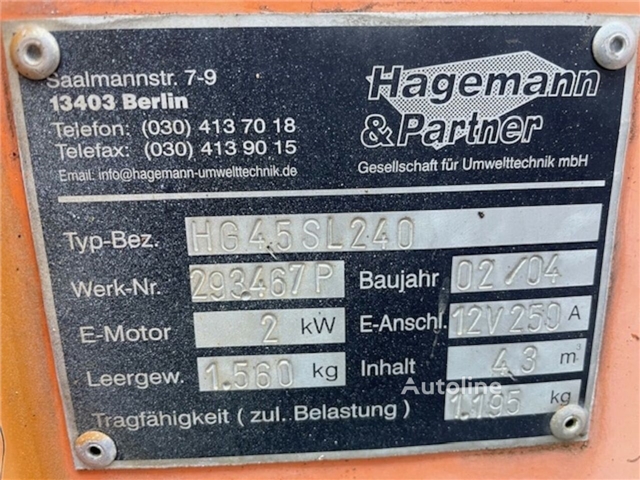 Saalmannstr. 7-9
13403 Berlin
Telefon: (030) 413 70 18
Telefax: (030) 413 90 15
Email: info@hagemann-umwelttechnik.de
Hagemann
& Partner
Gesellschaft für Umwelttechnik mbH
Typ-Bez. HG45SL240
Werk-Nr. 293467P Baujahr 02/04
E-Motor 2 kW E-Anschl. 12V250 A
Leergew. 1.560 kg Inhalt 4.3 m³
Tragfähigkeit ( zul. Belastung ) 1.195 kg
Autoline